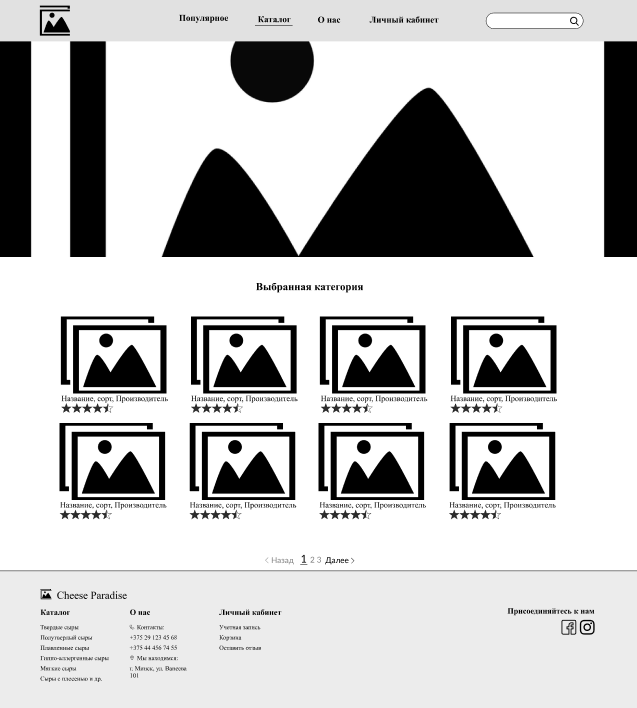 Популярное
Каталог
О нас
Личный кабинет
Выбранная категория
Название, сорт, Производитель
Название, сорт, Производитель
Название, сорт, Производитель
Название, сорт, Производитель
Название, сорт, Производитель
Название, сорт, Производитель
Название, сорт, Производитель
Название, сорт, Производитель
< Назад 1 2 3 Далее >
Cheese Paradise
Каталог
Твердые сыры
Полутвердый сыры
Плавленные сыры
Гиппо-аллергенные сыры
Мягкие сыры
Сыры с плесенью и др.
О нас
Контакты:
+375 29 123 45 68
+375 44 456 74 55
Мы находимся:
г. Минск, ул. Ванеева
101
Личный кабинет
Учетная запись
Корзина
Оставить отзыв
Присоединяйтесь к нам